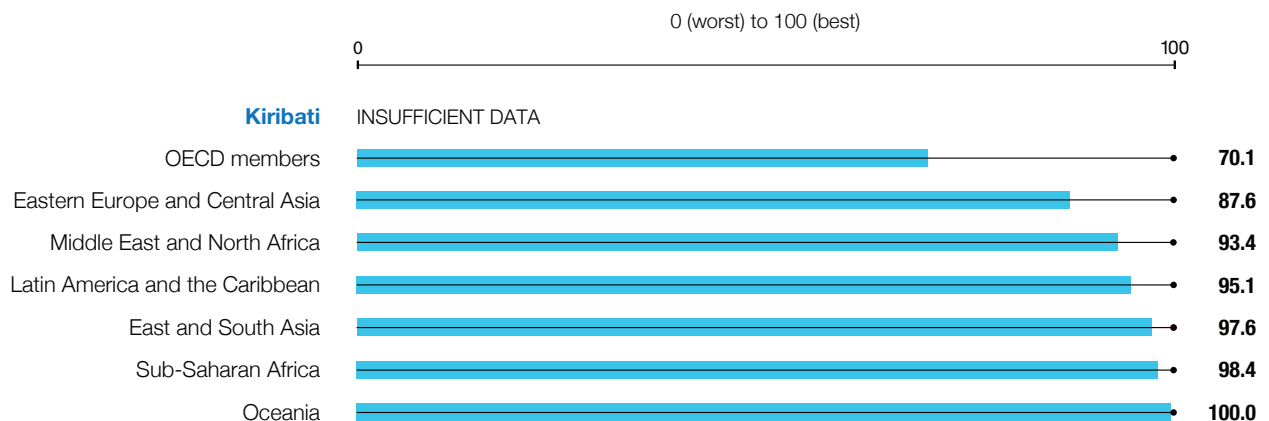 0 (worst) to 100 (best)
0 100
Kiribati INSUFFICIENT DATA
OECD members 70.1
Eastern Europe and Central Asia 87.6
Middle East and North Africa 93.4
Latin America and the Caribbean 95.1
East and South Asia 97.6
Sub-Saharan Africa 98.4
Oceania 100.0